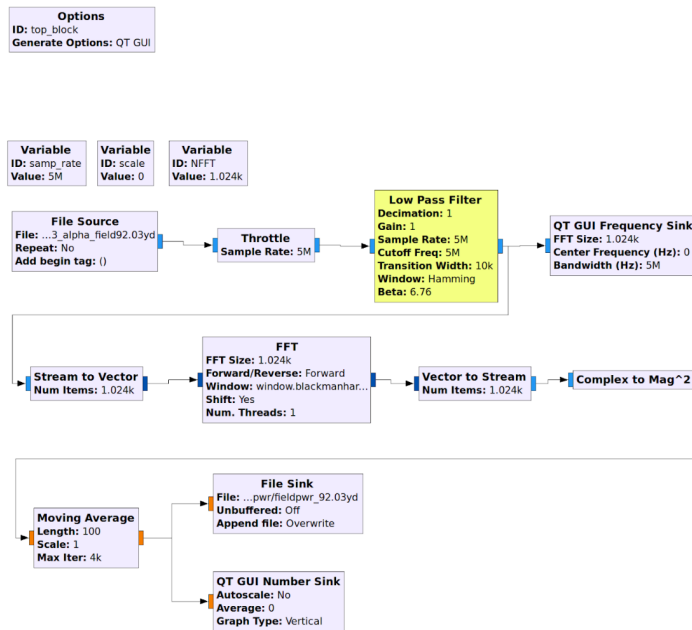 Options
ID: top_block
Generate Options: QT GUI
Variable
ID: samp_rate
Value: 5M
Variable
ID: scale
Value: 0
Variable
ID: NFFT
Value: 1.024k
File Source
File: ...3_alpha_field92.03yd
Repeat: No
Add begin tag: ()
Throttle
Sample Rate: 5M
Low Pass Filter
Decimation: 1
Gain: 1
Sample Rate: 5M
Cutoff Freq: 5M
Transition Width: 10k
Window: Hamming
Beta: 6.76
QT GUI Frequency Sink
FFT Size: 1.024k
Center Frequency (Hz): 0
Bandwidth (Hz): 5M
Stream to Vector
Num Items: 1.024k
FFT
FFT Size: 1.024k
Forward/Reverse: Forward
Window: window.blackmanhar...
Shift: Yes
Num. Threads: 1
Vector to Stream
Num Items: 1.024k
Complex to Mag^2
Moving Average
Length: 100
Scale: 1
Max Iter: 4k
File Sink
File: ...pwr/fieldpwr_92.03yd
Unbuffered: Off
Append file: Overwrite
QT GUI Number Sink
Autoscale: No
Average: 0
Graph Type: Vertical